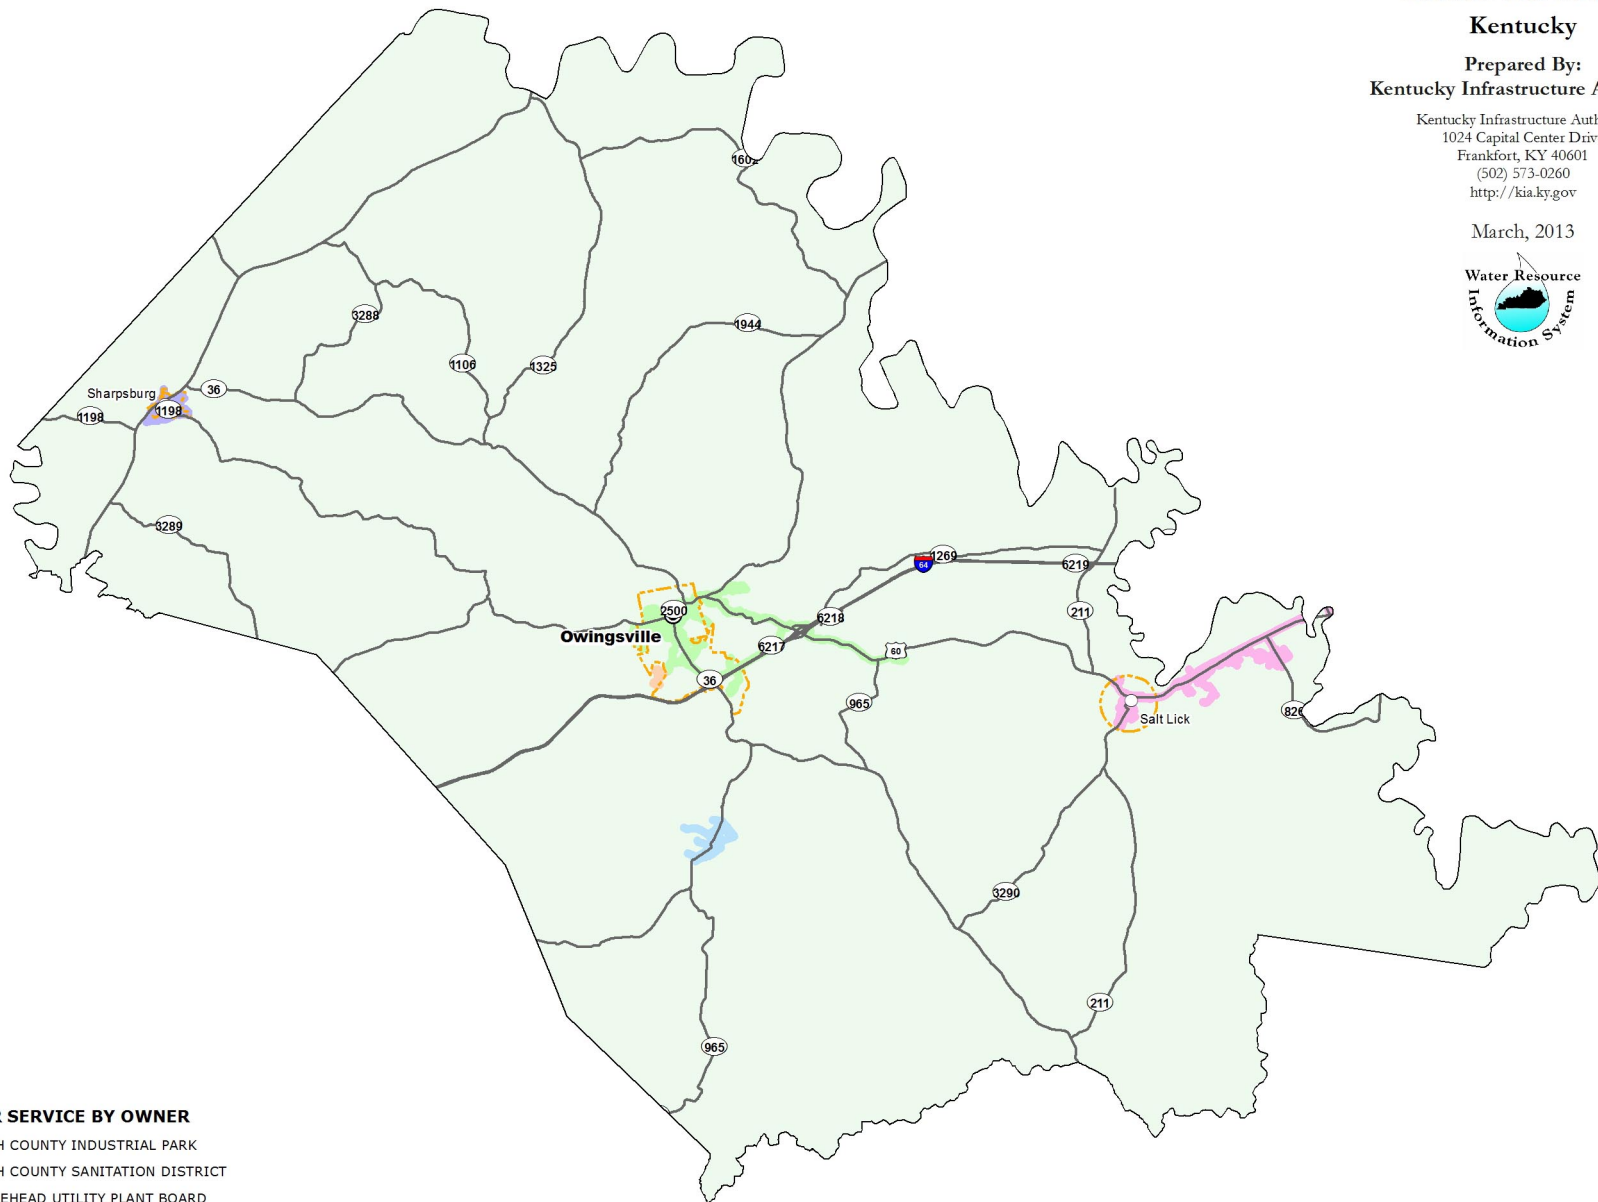 Kentucky
Prepared By:
Kentucky Infrastructure
Kentucky Infrastructure
1024 Capital Center
Frankfort, KY 40601
(502) 573-0260
http://kia.ky.gov
March, 2013
Water Resource
Information System
3288
1944
1106
1325
Sharpsburg
36
1198
1198
3289
1269
64
6219
2500
6218
211
Owingsville
6217
60
36
965
Salt Lick
3290
211
965
SERVICE BY OWNER
COUNTY INDUSTRIAL PARK
COUNTY SANITATION DISTRICT
UTILITY PLANT BOARD